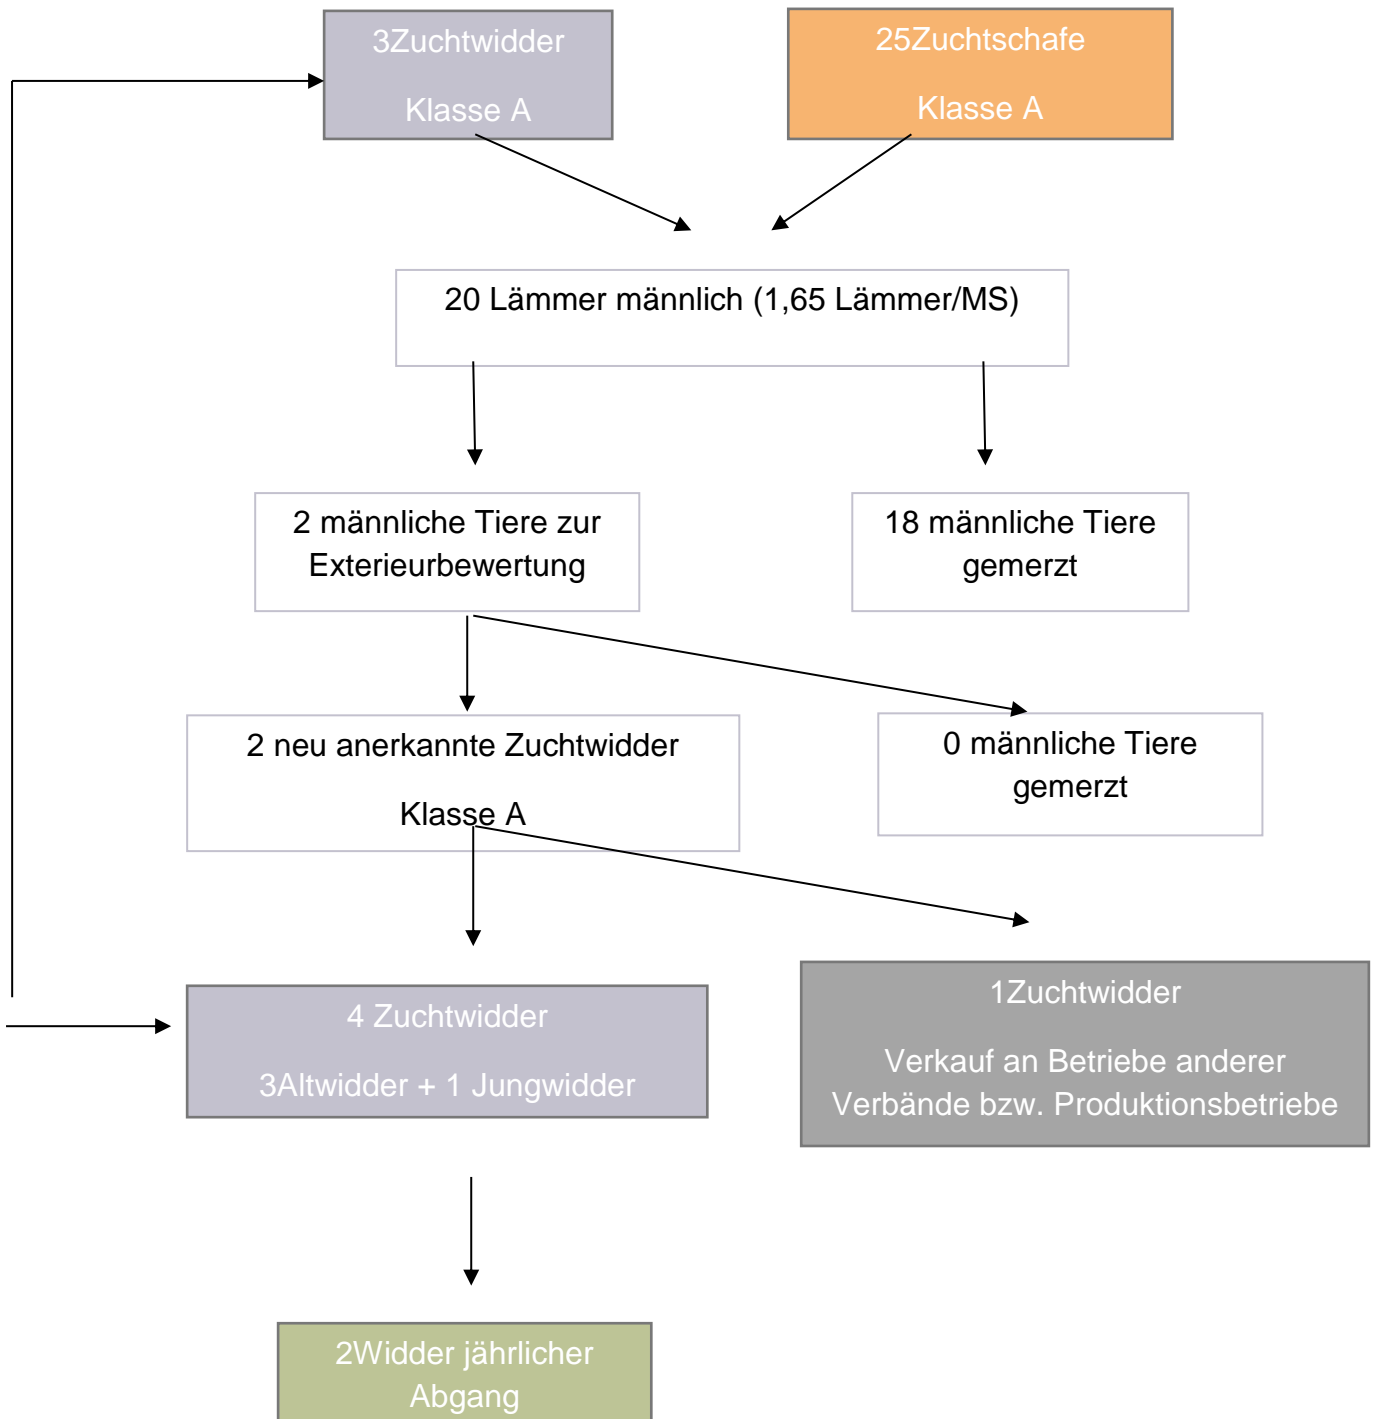 3Zuchtwidder
Klasse A
25Zuchtschafe
Klasse A
20 Lämmer männlich (1,65 Lämmer/MS)
2 männliche Tiere zur
Exterieurbewertung
18 männliche Tiere
gemerzt
2 neu anerkannte Zuchtwidder
Klasse A
0 männliche Tiere
gemerzt
4 Zuchtwidder
3Altwidder + 1 Jungwidder
1Zuchtwidder
Verkauf an Betriebe anderer
Verbände bzw. Produktionsbetriebe
2Widder jährlicher
Abgang